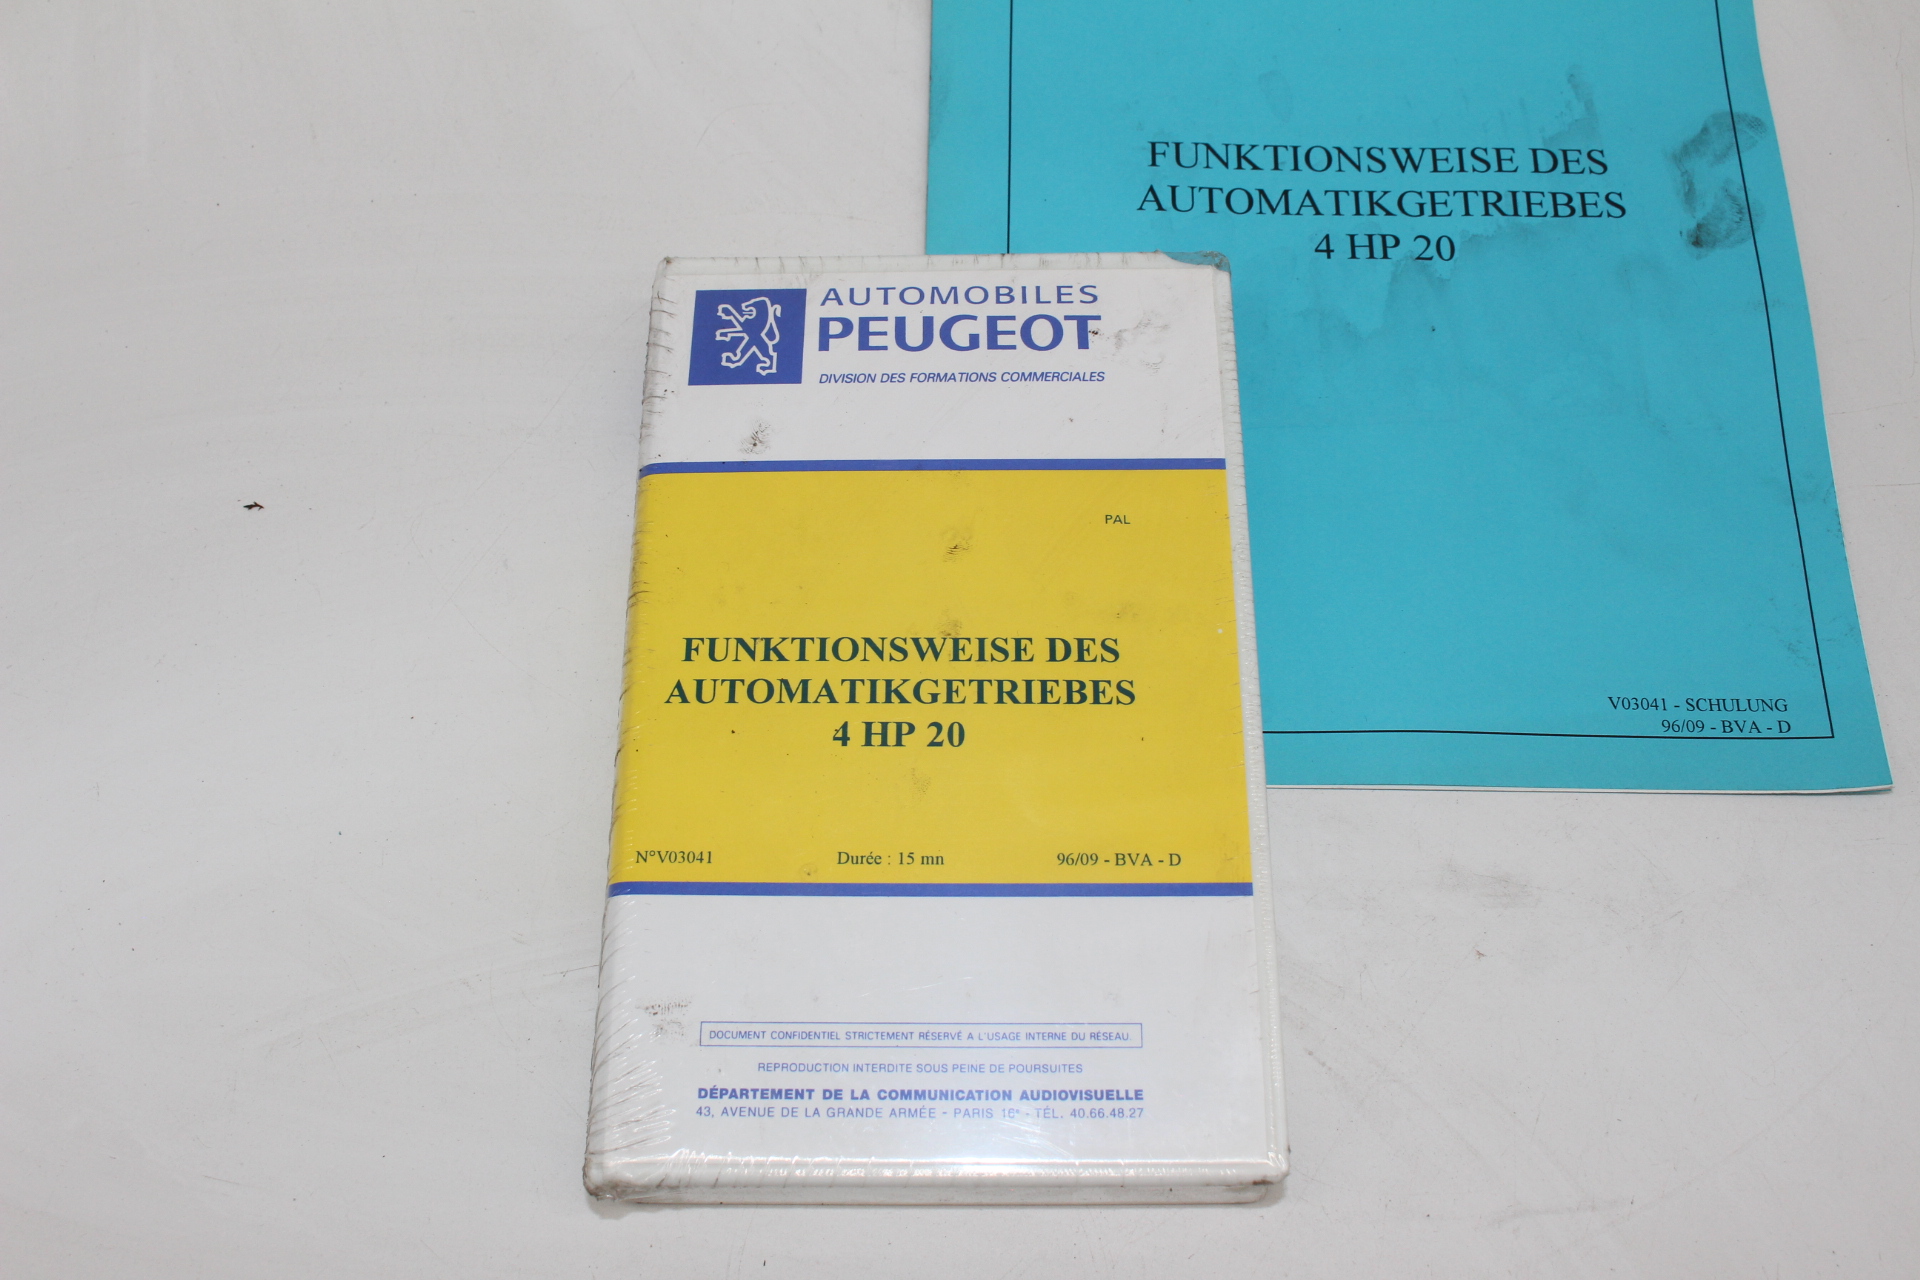 FUNKTIONSWEISE DES
AUTOMATIKGETRIEBES
4 HP 20
V03041 - SCHULUNG
96/09 - BVA - D
AUTOMOBILES
PEUGEOT
DIVISION DES FORMATIONS COMMERCIALES
PAL
FUNKTIONSWEISE DES
AUTOMATIKGETRIEBES
4 HP 20
N°V03041 Durée : 15 mn 96/09 - BVA - D
DOCUMENT CONFIDENTIEL STRICTEMENT RÉSERVÉ A L'USAGE INTERNE DU RÉSEAU.
REPRODUCTION INTERDITE SOUS PEINE DE POURSUITES
DÉPARTEMENT DE LA COMMUNICATION AUDIOVISUELLE
43, AVENUE DE LA GRANDE ARMÉE - PARIS 16e - TÉL. 40.66.48.27